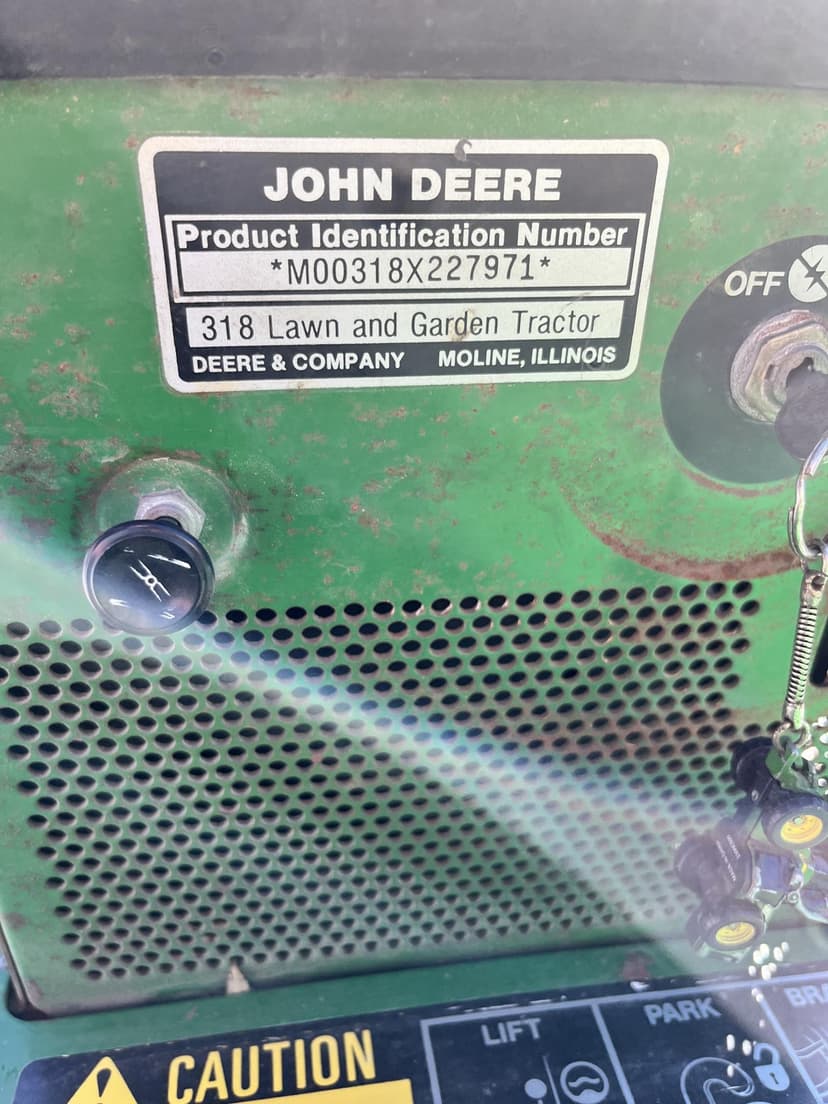 JOHN DEERE
Product Identification Number
*M00318X227971*
318 Lawn and Garden Tractor
DEERE & COMPANY MOLINE, ILLINOIS
OFF
CAUTION
LIFT
PARK
BRA